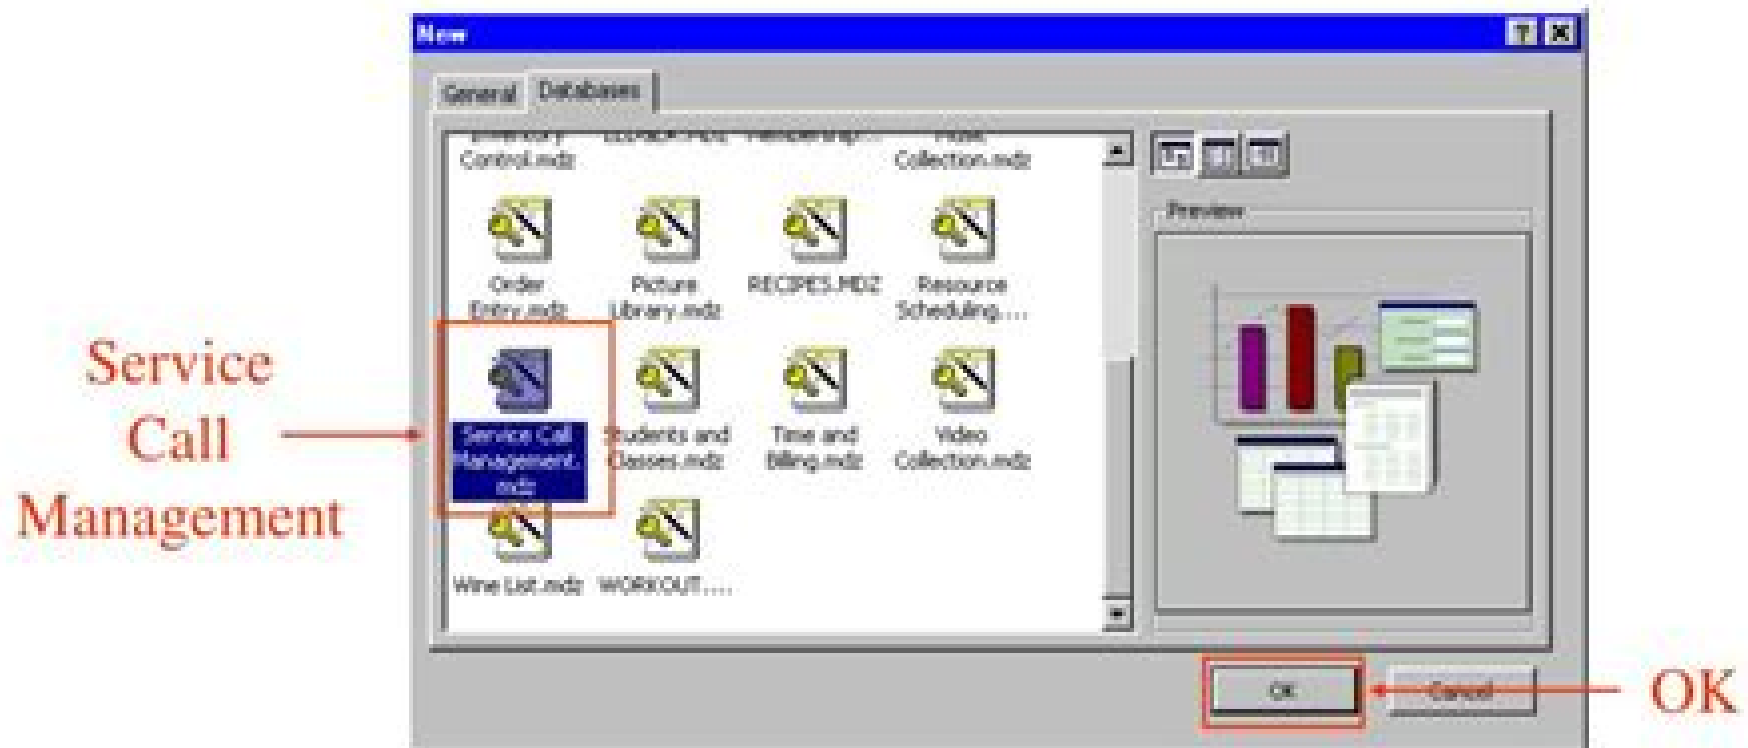 New
General Databases
Control.mdz
Collection.mdz
Order
Entry.mdz
Picture
Library.mdz
RECIPES.MDZ
Resource
Scheduling....
Service Call
Management.
mdz
Students and
Classes.mdz
Time and
Billing.mdz
Video
Collection.mdz
Wine List.mdz
WORKOUT....
Preview
OK
Cancel
Service
Call
Management
OK